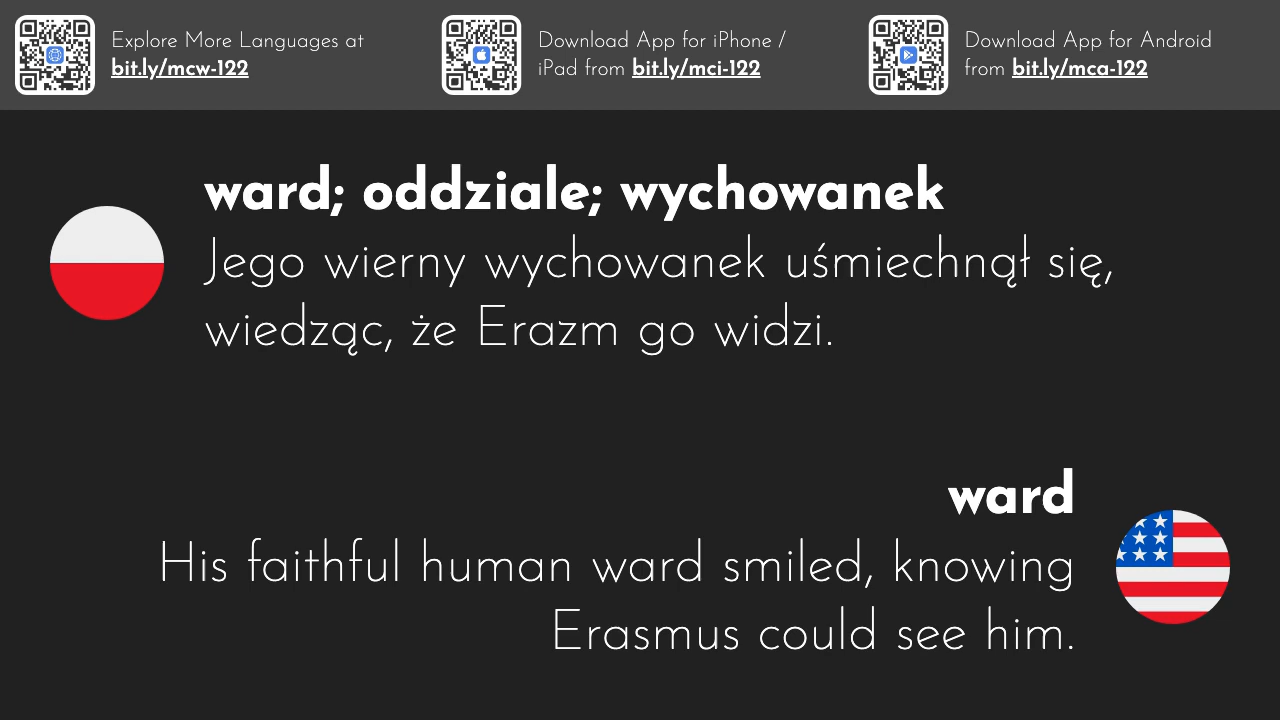 Explore More Languages at
bit.ly/mcw-122
Download App for iPhone /
iPad from bit.ly/mci-122
Download App for Android
from bit.ly/mca-122
ward; oddziale; wychowanek
Jego wierny wychowanek uśmiechnął się,
wiedząc, że Erazm go widzi.
ward
His faithful human ward smiled, knowing
Erasmus could see him.